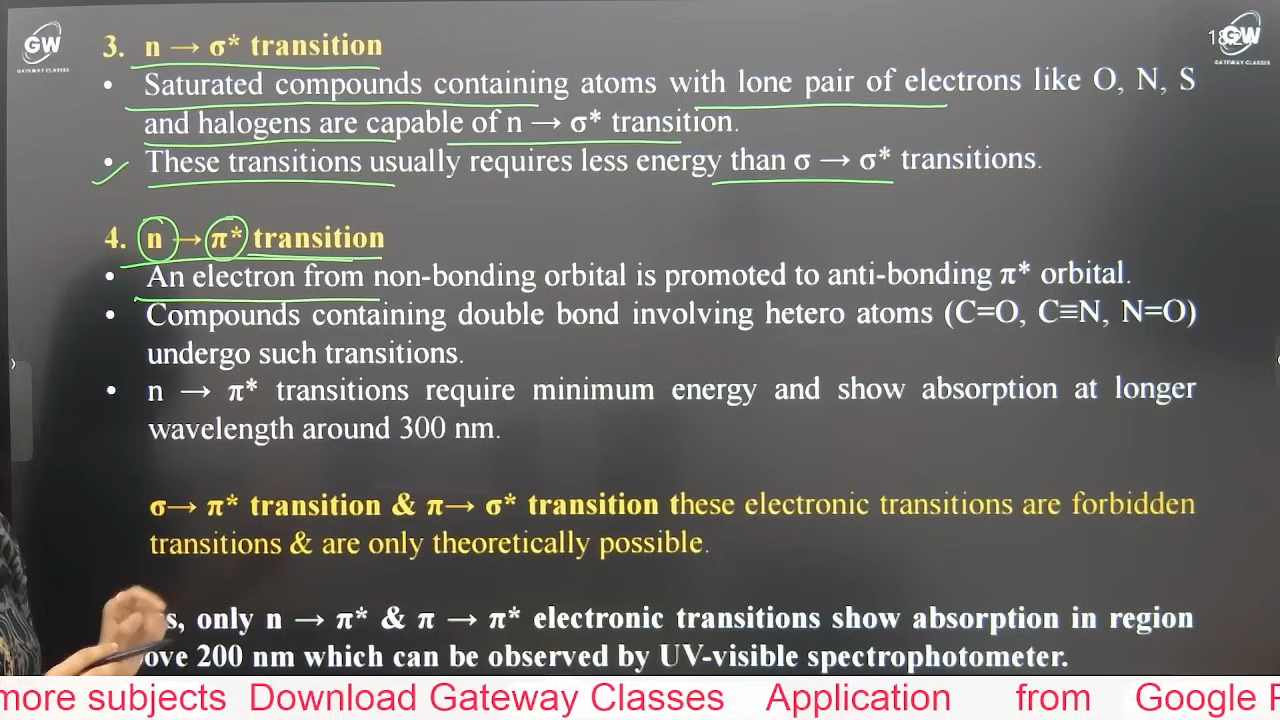 GW
GATEWAY CLASSES
GW
GATEWAY CLASSES
3. n → σ* transition
• Saturated compounds containing atoms with lone pair of electrons like O, N, S
and halogens are capable of n → σ* transition.
• These transitions usually requires less energy than σ → σ* transitions.
4. n → π* transition
• An electron from non-bonding orbital is promoted to anti-bonding π* orbital.
• Compounds containing double bond involving hetero atoms (C=O, C≡N, N=O)
undergo such transitions.
• n → π* transitions require minimum energy and show absorption at longer
wavelength around 300 nm.
σ→ π* transition & π→ σ* transition these electronic transitions are forbidden
transitions & are only theoretically possible.
only n → π* & π → π* electronic transitions show absorption in region
200 nm which can be observed by UV-visible spectrophotometer.
more subjects Download Gateway Classes Application from Google